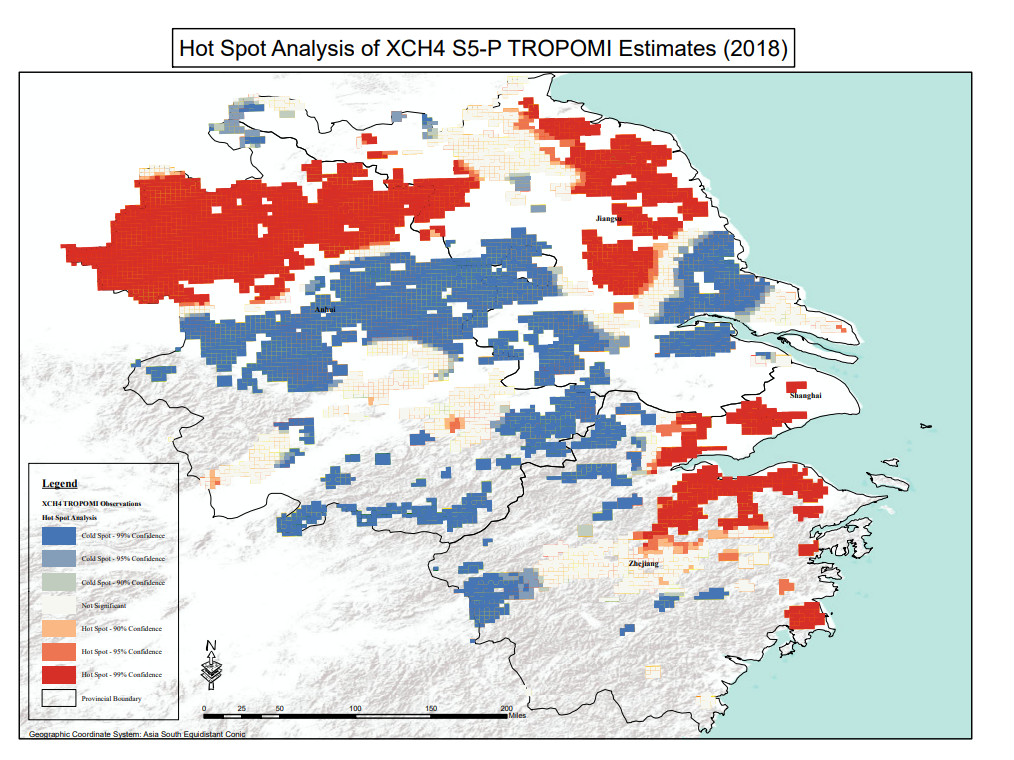 Hot Spot Analysis of XCH4 S5-P TROPOMI Estimates (2018)
Jiangsu
Anhui
Shanghai
Zhejiang
Legend
XCH4 TROPOMI Observations
Hot Spot Analysis
Cold Spot - 99% Confidence
Cold Spot - 95% Confidence
Cold Spot - 90% Confidence
Not Significant
Hot Spot - 90% Confidence
Hot Spot - 95% Confidence
Hot Spot - 99% Confidence
Provincial Boundary
N
0 25 50 100 150 200
Miles
Geographic Coordinate System: Asia South Equidistant Conic